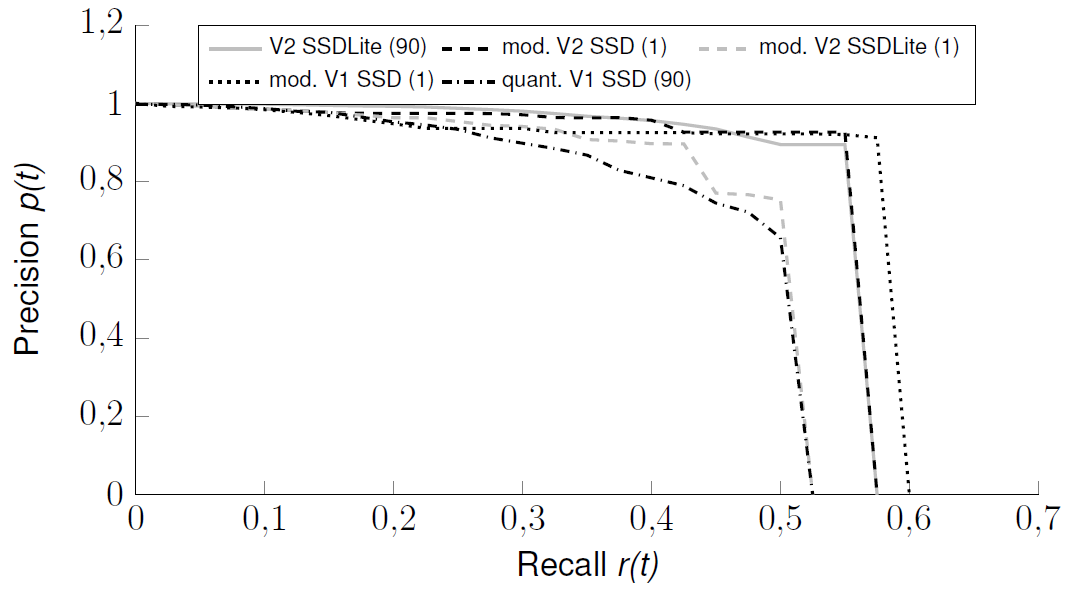 1,2
V2 SSDLite (90) mod. V2 SSD (1) mod. V2 SSDLite (1)
mod. V1 SSD (1) quant. V1 SSD (90)
1
0,8
0,6
0,4
0,2
0
Precision p(t)
0 0,1 0,2 0,3 0,4 0,5 0,6 0,7
Recall r(t)